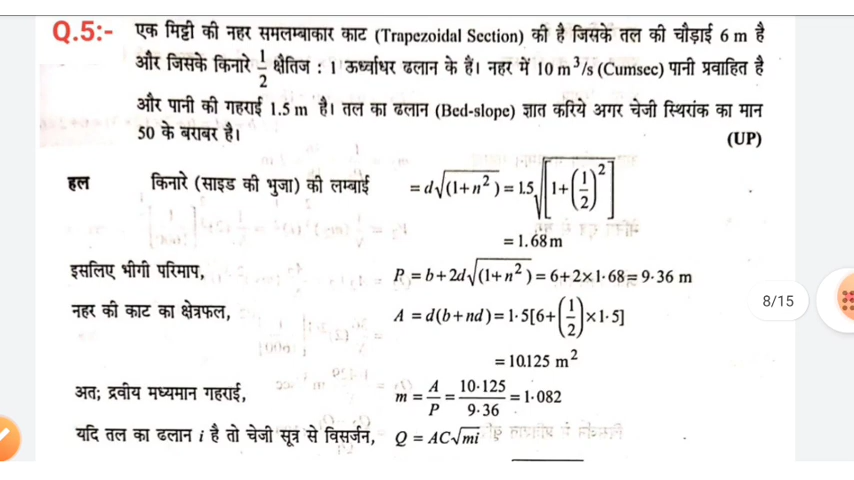 Q.5:- एक मिट्टी की नहर समलम्बाकार काट (Trapezoidal Section) की है जिसके तल की चौड़ाई 6 m है
और जिसके किनारे 1/2 क्षैतिज : 1 ऊर्ध्वाधर ढलान के हैं। नहर में 10 m³/s (Cumsec) पानी प्रवाहित है
और पानी की गहराई 1.5 m है। तल का ढलान (Bed-slope) ज्ञात करिये अगर चेजी स्थिरांक का मान
50 के बराबर है। (UP)
हल किनारे (साइड की भुजा) की लम्बाई = d√(1+n²) = 1.5√[1+(1/2)²]
= 1.68 m
इसलिए भीगी परिमाप, P = b+2d√(1+n²) = 6+2×1·68 = 9·36 m
नहर की काट का क्षेत्रफल, A = d(b+nd) = 1·5[6+(1/2)×1·5]
= 10.125 m²
8/15
अत; द्रवीय मध्यमान गहराई, m = A/P = 10·125/9·36 = 1·082
यदि तल का ढलान i है तो चेजी सूत्र से विसर्जन, Q = AC√mi